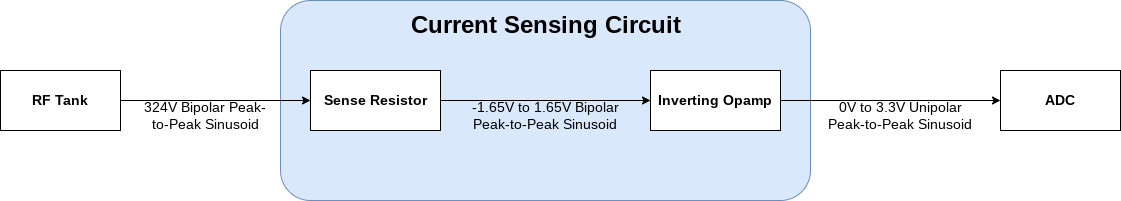 Current Sensing Circuit
RF Tank
324V Bipolar Peak-
to-Peak Sinusoid
Sense Resistor
-1.65V to 1.65V Bipolar
Peak-to-Peak Sinusoid
Inverting Opamp
0V to 3.3V Unipolar
Peak-to-Peak Sinusoid
ADC